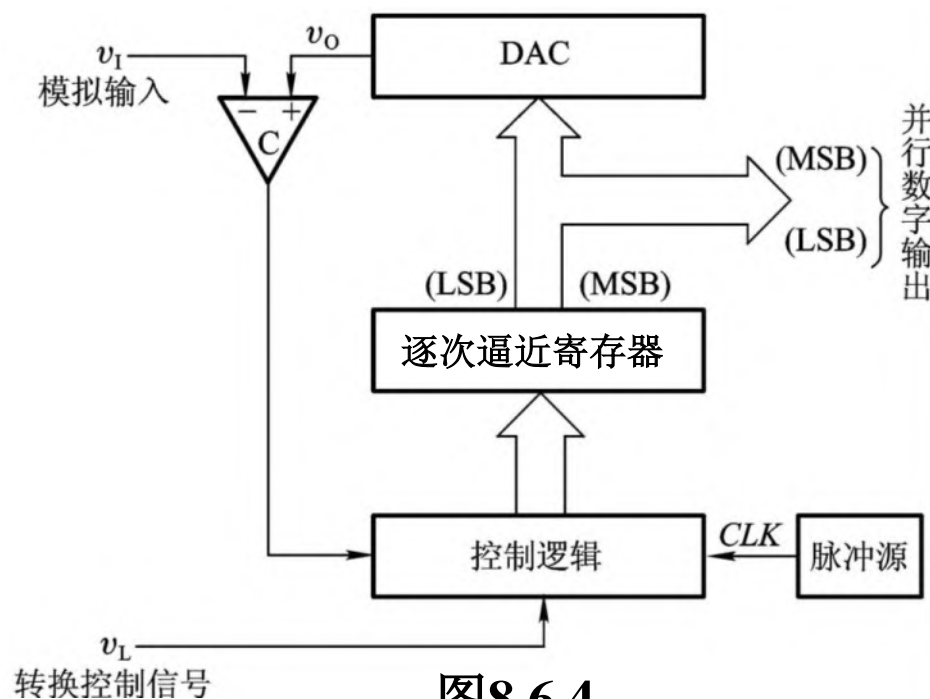 v_I
模拟输入
v_O
DAC
− +
C
(MSB)
(LSB)
并行数字输出
(LSB)
(MSB)
逐次逼近寄存器
控制逻辑
CLK
脉冲源
v_L
转换控制信号
图8.6.4